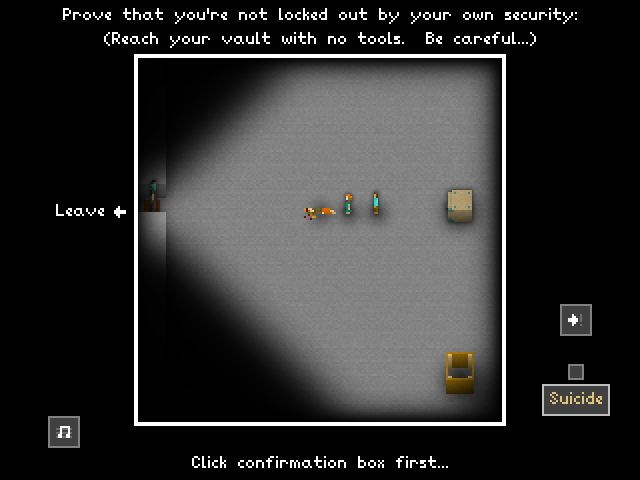 Prove that you're not locked out by your own security:
(Reach your vault with no tools.  Be careful...)
Leave
Suicide
Click confirmation box first...